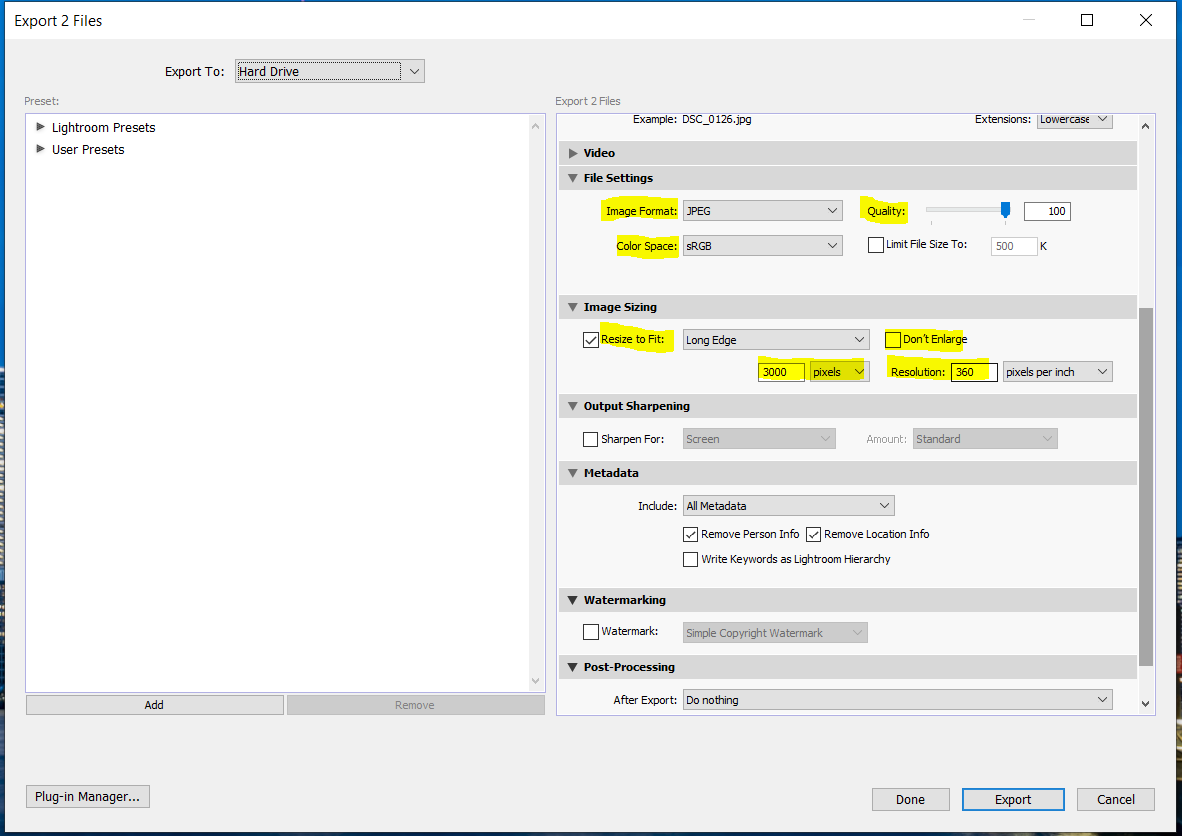 Export 2 Files
Export To: Hard Drive
Preset:
Lightroom Presets
User Presets
Add Remove
Export 2 Files
Example: DSC_0126.jpg Extensions: Lowercase
Video
File Settings
Image Format: JPEG Quality: 100
Color Space: sRGB Limit File Size To: 500 K
Image Sizing
Resize to Fit: Long Edge Don't Enlarge
3000 pixels Resolution: 360 pixels per inch
Output Sharpening
Sharpen For: Screen Amount: Standard
Metadata
Include: All Metadata
Remove Person Info Remove Location Info
Write Keywords as Lightroom Hierarchy
Watermarking
Watermark: Simple Copyright Watermark
Post-Processing
After Export: Do nothing
Plug-in Manager... Done Export Cancel